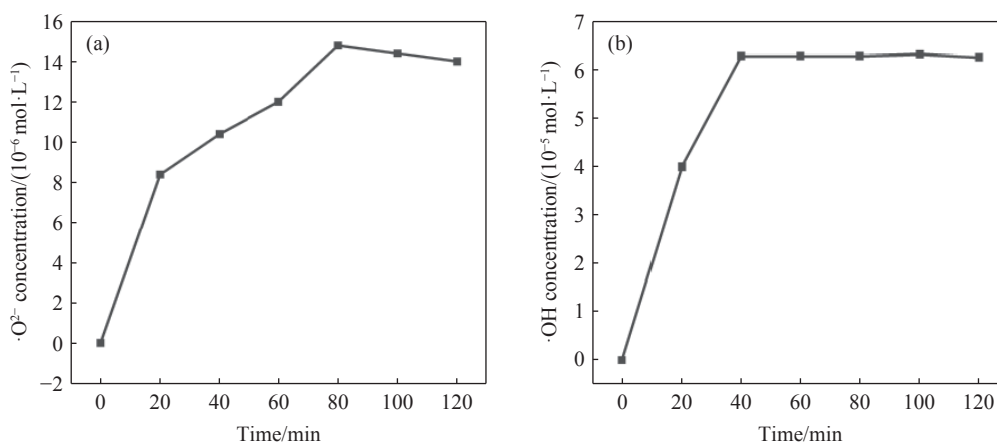 (a)
16
14
12
10
8
6
4
2
0
−2
·O²⁻ concentration/(10⁻⁶ mol·L⁻¹)
0 20 40 60 80 100 120
Time/min
(b)
7
6
5
4
3
2
1
0
·OH concentration/(10⁻⁵ mol·L⁻¹)
0 20 40 60 80 100 120
Time/min